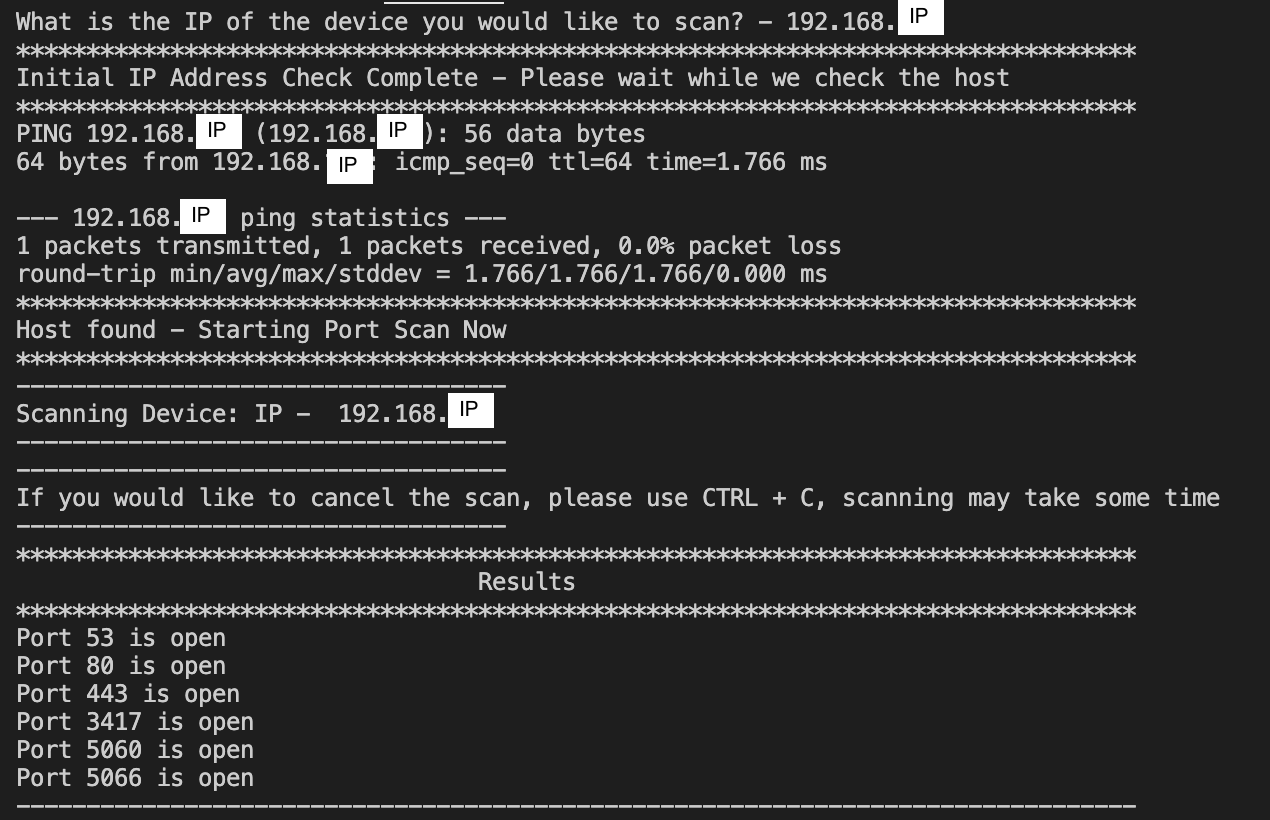 What is the IP of the device you would like to scan? - 192.168. IP
********************************************************************************
Initial IP Address Check Complete - Please wait while we check the host
********************************************************************************
PING 192.168. IP (192.168. IP ): 56 data bytes
64 bytes from 192.168. IP : icmp_seq=0 ttl=64 time=1.766 ms

--- 192.168. IP ping statistics ---
1 packets transmitted, 1 packets received, 0.0% packet loss
round-trip min/avg/max/stddev = 1.766/1.766/1.766/0.000 ms
********************************************************************************
Host found - Starting Port Scan Now
********************************************************************************
-----------------------------------
Scanning Device: IP -  192.168. IP
-----------------------------------
-----------------------------------
If you would like to cancel the scan, please use CTRL + C, scanning may take some time
-----------------------------------
********************************************************************************
Results
********************************************************************************
Port 53 is open
Port 80 is open
Port 443 is open
Port 3417 is open
Port 5060 is open
Port 5066 is open
--------------------------------------------------------------------------------